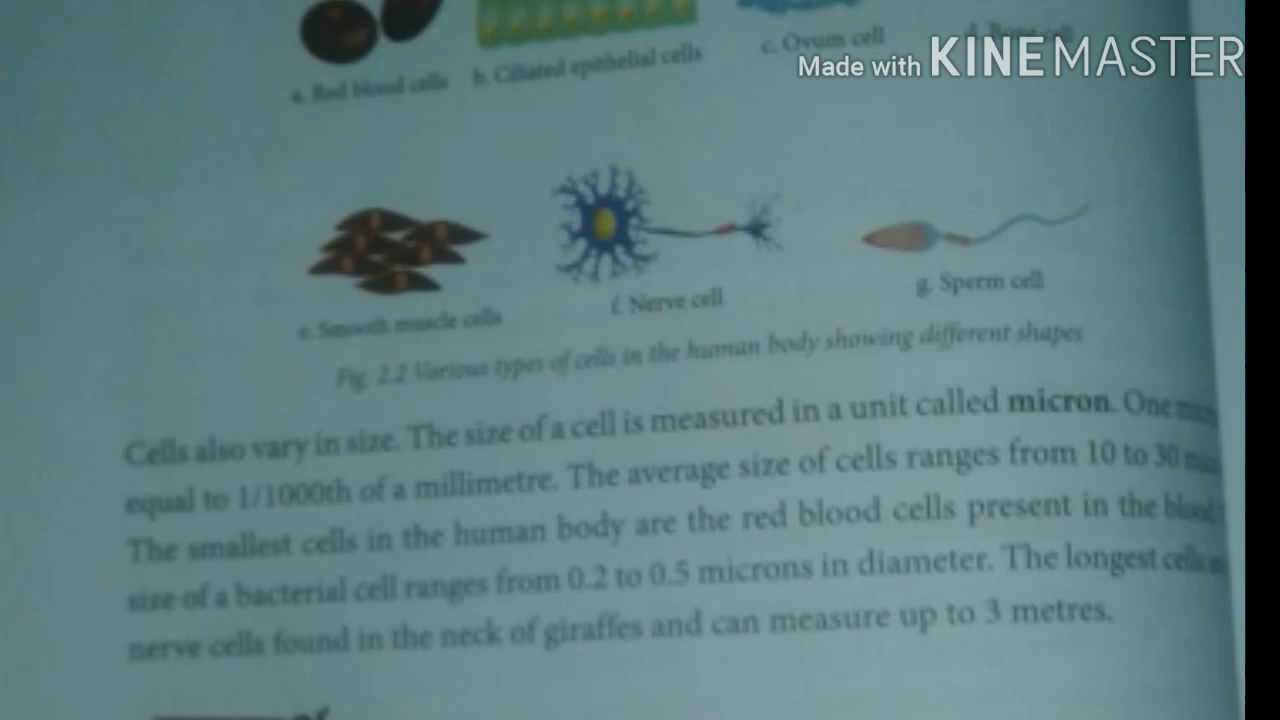 c. Ovum cell
Made with KINEMASTER
a. Red blood cells
b. Ciliated epithelial cells
e. Smooth muscle cells
f. Nerve cell
g. Sperm cell
Fig. 2.2 Various types of cells in the human body showing different shapes
Cells also vary in size. The size of a cell is measured in a unit called micron. One
equal to 1/1000th of a millimetre. The average size of cells ranges from 10 to 30
The smallest cells in the human body are the red blood cells present in the blood
size of a bacterial cell ranges from 0.2 to 0.5 microns in diameter. The longest cells
nerve cells found in the neck of giraffes and can measure up to 3 metres.